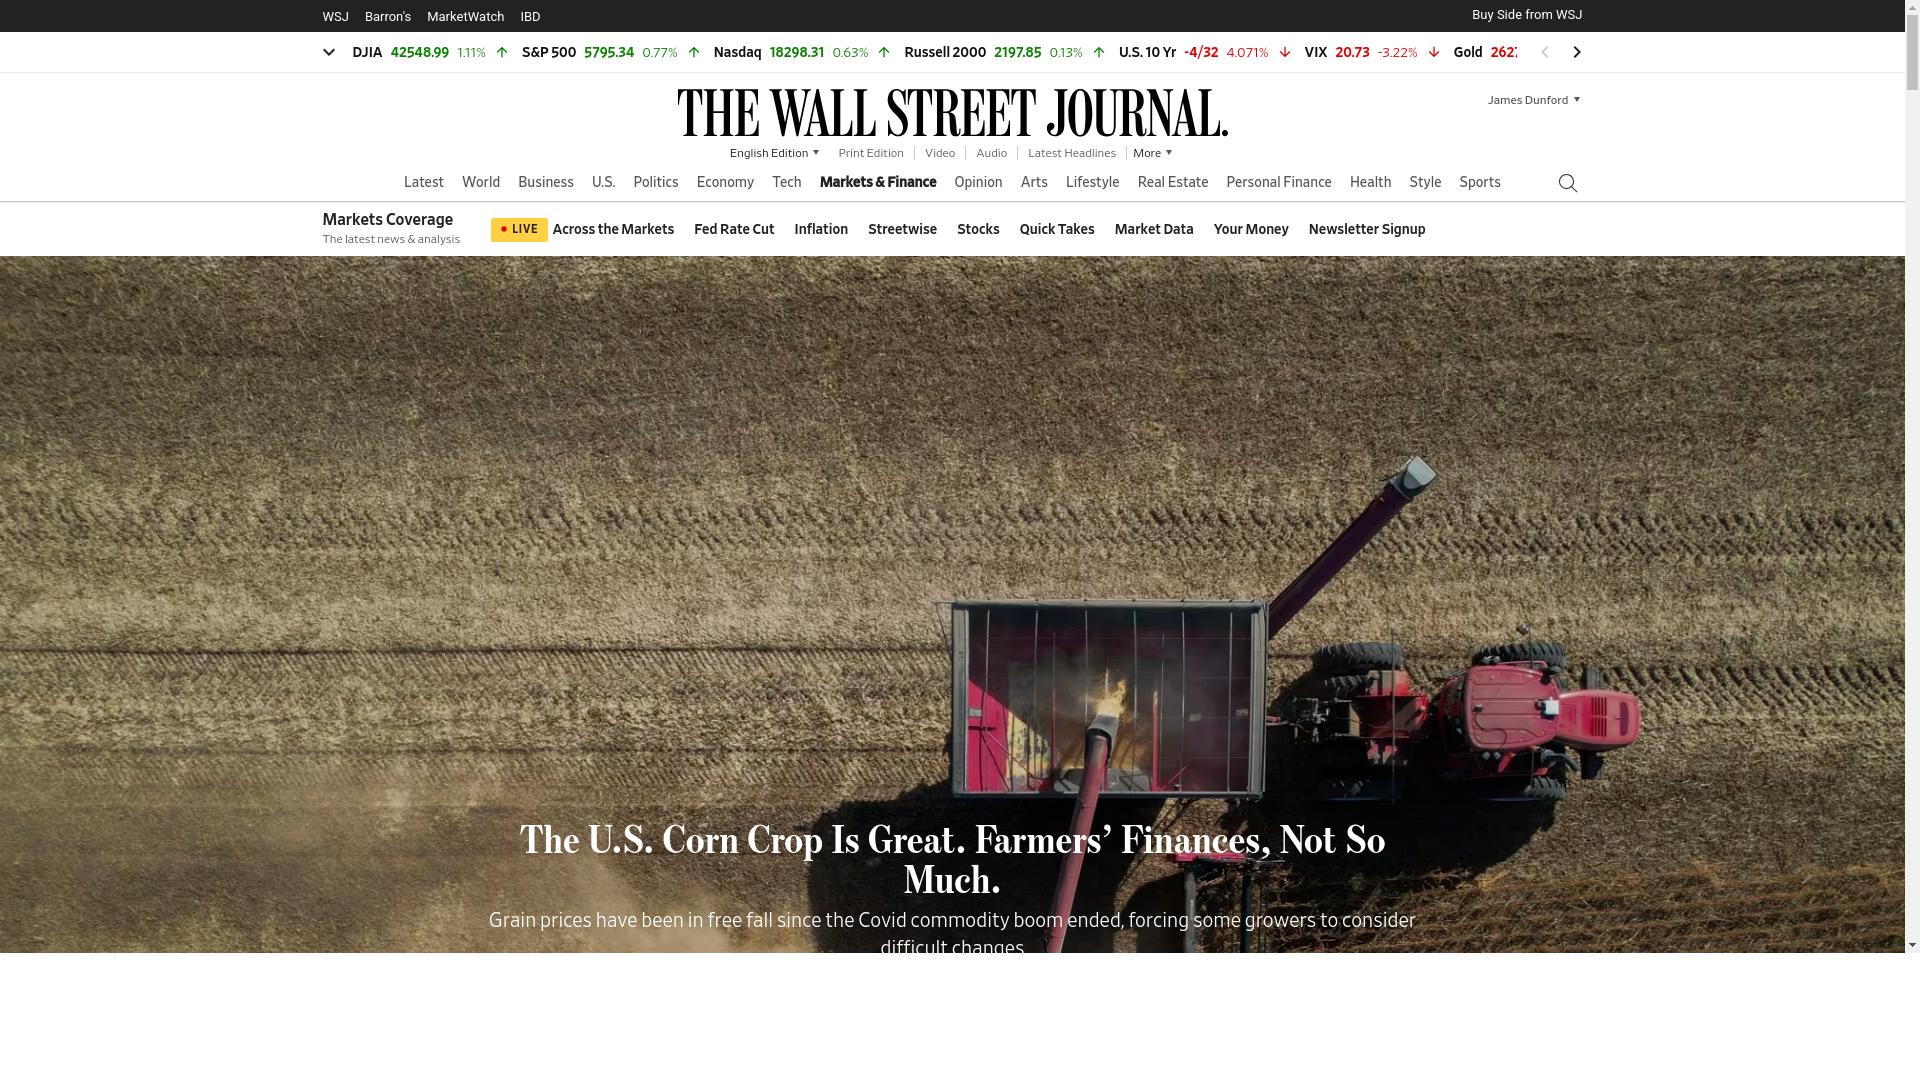 WSJ Barron's MarketWatch IBD Buy Side from WSJ
DJIA 42548.99 1.11% S&P 500 5795.34 0.77% Nasdaq 18298.31 0.63% Russell 2000 2197.85 0.13% U.S. 10 Yr -4/32 4.071% VIX 20.73 -3.22% Gold
THE WALL STREET JOURNAL.
James Dunford
English Edition Print Edition Video Audio Latest Headlines More
Latest World Business U.S. Politics Economy Tech Markets & Finance Opinion Arts Lifestyle Real Estate Personal Finance Health Style Sports
Markets Coverage
The latest news & analysis
LIVE Across the Markets Fed Rate Cut Inflation Streetwise Stocks Quick Takes Market Data Your Money Newsletter Signup
The U.S. Corn Crop Is Great. Farmers’ Finances, Not So
Much.
Grain prices have been in free fall since the Covid commodity boom ended, forcing some growers to consider
difficult changes